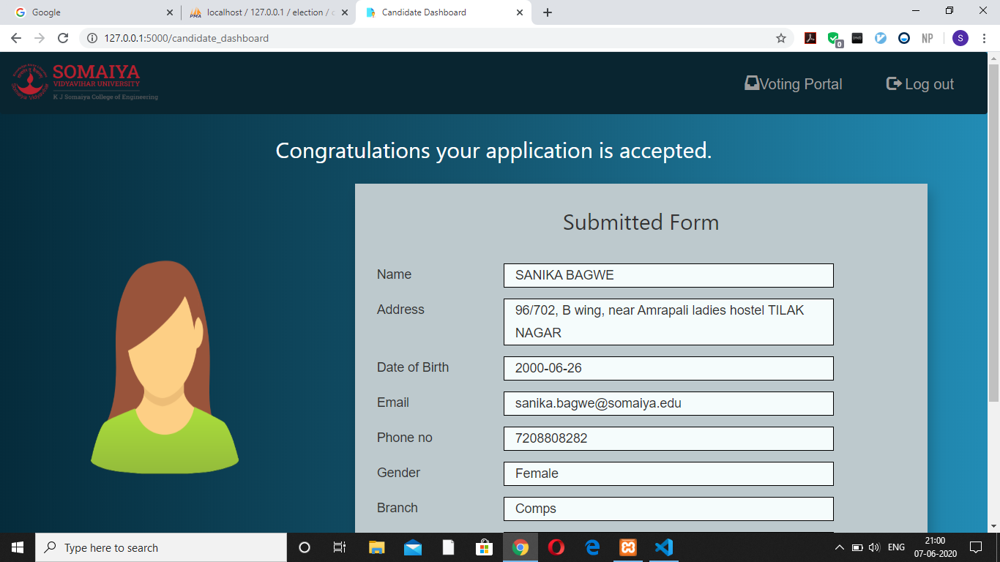 Google
localhost / 127.0.0.1 / election / c
Candidate Dashboard
127.0.0.1:5000/candidate_dashboard
0
NP
S
SOMAIYA
VIDYAVIHAR UNIVERSITY
K J Somaiya College of Engineering
Voting Portal
Log out
Congratulations your application is accepted.
Submitted Form
Name
SANIKA BAGWE
Address
96/702, B wing, near Amrapali ladies hostel TILAK
NAGAR
Date of Birth
2000-06-26
Email
sanika.bagwe@somaiya.edu
Phone no
7208808282
Gender
Female
Branch
Comps
Type here to search
ENG
21:00
07-06-2020